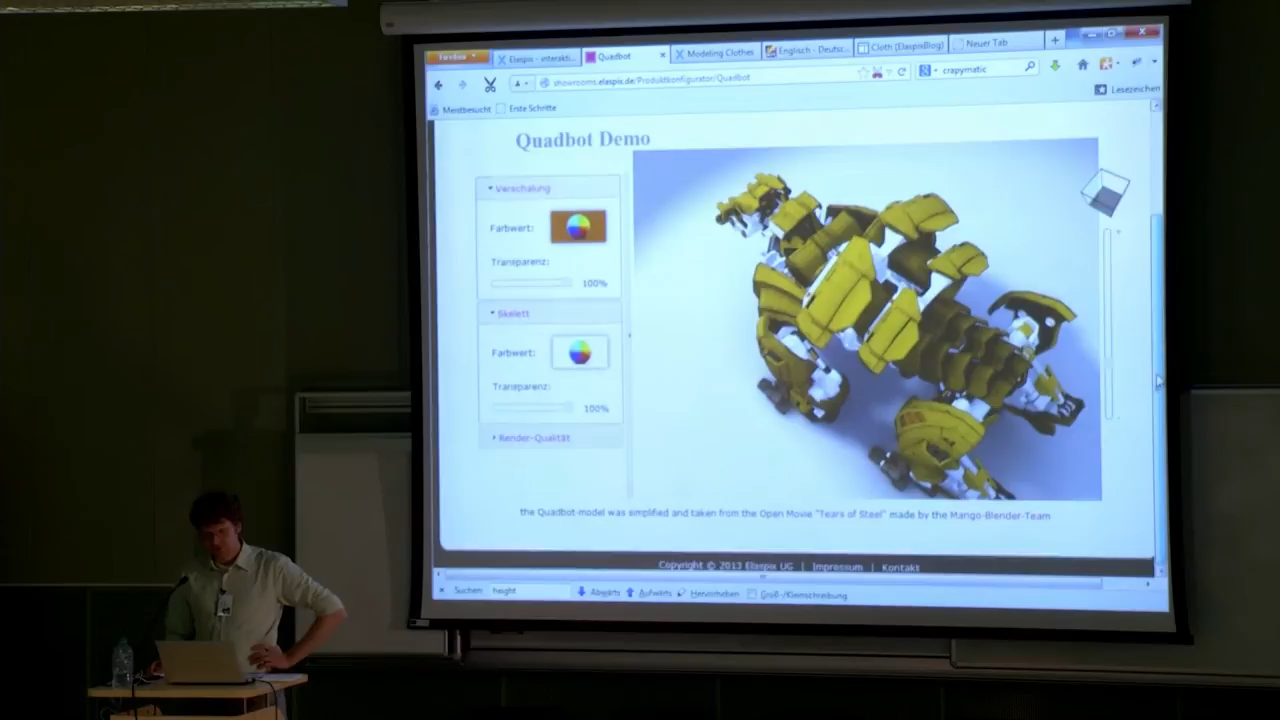 Firefox
Elaspix - interakti...
Quadbot
Modeling Clothes
Englisch - Deutsc...
Cloth (ElaspixBlog)
Neuer Tab
showrooms.elaspix.de/Produktkonfigurator/Quadbot
crapymatic
Lesezeichen
Meistbesucht
Erste Schritte
Quadbot Demo
Verschalung
Farbwert:
Transparenz:
100%
Skelett
Farbwert:
Transparenz:
100%
Render-Qualität
the Quadbot-model was simplified and taken from the Open Movie "Tears of Steel" made by the Mango-Blender-Team
Copyright © 2013 Elaspix UG | Impressum | Kontakt
Suchen: height Abwärts Aufwärts Hervorheben Groß-/Kleinschreibung